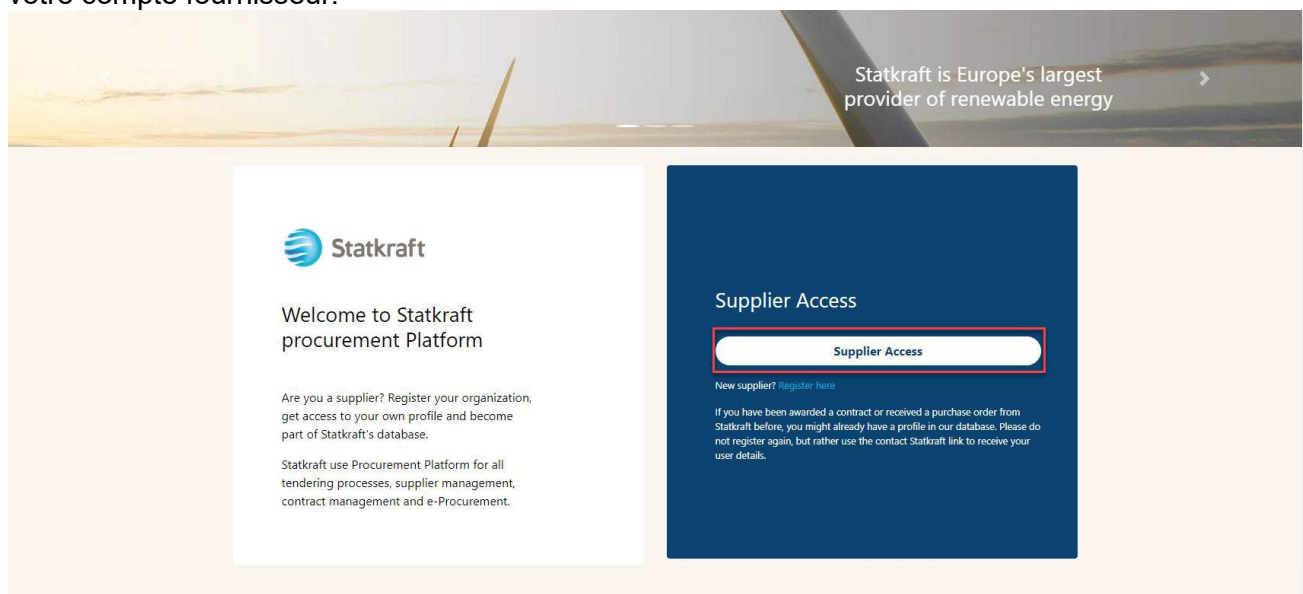 votre compte fournisseur.
Statkraft is Europe's largest
provider of renewable energy
Statkraft
Welcome to Statkraft
procurement Platform
Are you a supplier? Register your organization,
get access to your own profile and become
part of Statkraft's database.
Statkraft use Procurement Platform for all
tendering processes, supplier management,
contract management and e-Procurement.
Supplier Access
Supplier Access
New supplier? Register here
If you have been awarded a contract or received a purchase order from
Statkraft before, you might already have a profile in our database. Please do
not register again, but rather use the contact Statkraft link to receive your
user details.